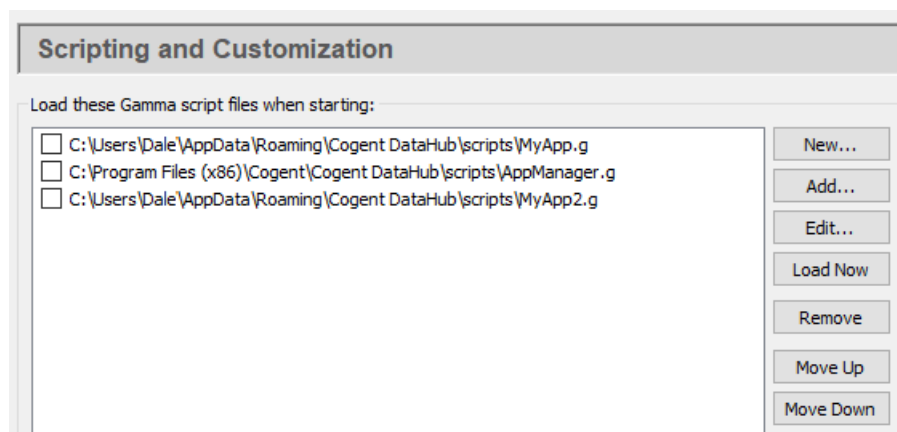 Scripting and Customization
Load these Gamma script files when starting:
C:\Users\Dale\AppData\Roaming\Cogent DataHub\scripts\MyApp.g
C:\Program Files (x86)\Cogent\Cogent DataHub\scripts\AppManager.g
C:\Users\Dale\AppData\Roaming\Cogent DataHub\scripts\MyApp2.g
New...
Add...
Edit...
Load Now
Remove
Move Up
Move Down